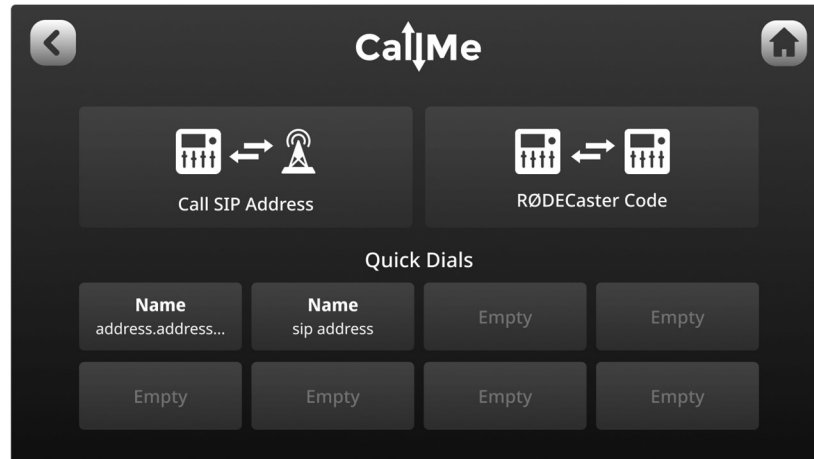 CallMe
Call SIP Address
RØDECaster Code
Quick Dials
Name
address.address...
Name
sip address
Empty
Empty
Empty
Empty
Empty
Empty